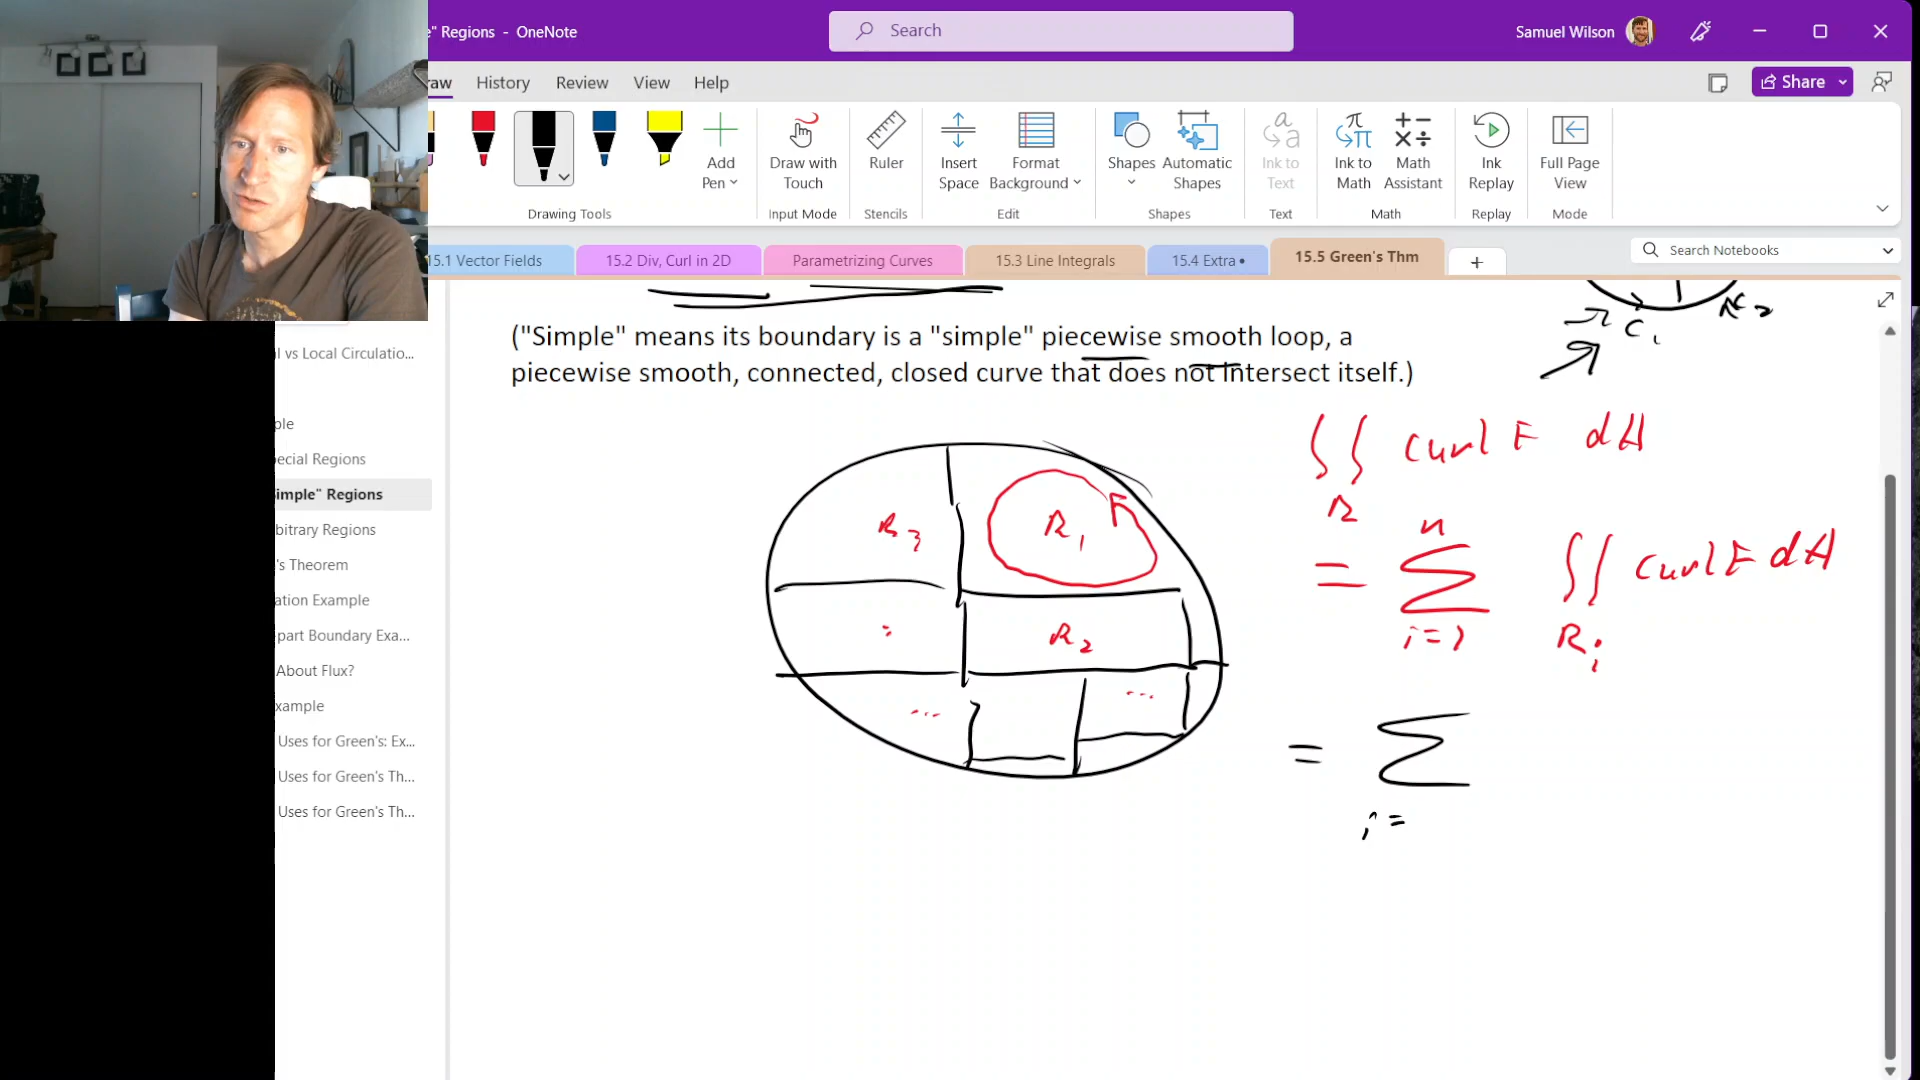 e" Regions - OneNote
Search
Samuel Wilson
raw History Review View Help
Share
Add Pen
Draw with Touch
Ruler
Insert Space
Format Background
Shapes
Automatic Shapes
Ink to Text
Ink to Math
Math Assistant
Ink Replay
Full Page View
Drawing Tools
Input Mode
Stencils
Edit
Shapes
Text
Math
Replay
Mode
15.1 Vector Fields
15.2 Div, Curl in 2D
Parametrizing Curves
15.3 Line Integrals
15.4 Extra •
15.5 Green's Thm
+
Search Notebooks
l vs Local Circulatio...
ple
pecial Regions
imple" Regions
bitrary Regions
's Theorem
ation Example
part Boundary Exa...
About Flux?
xample
Uses for Green's: Ex...
Uses for Green's Th...
Uses for Green's Th...
("Simple" means its boundary is a "simple" piecewise smooth loop, a
piecewise smooth, connected, closed curve that does not intersect itself.)
C₁
∬ curl F dA
R
= Σ ∬ curl F dA
n
i=1 Rᵢ
R₃
R₁
R₂
:
...
...
= Σ
i =